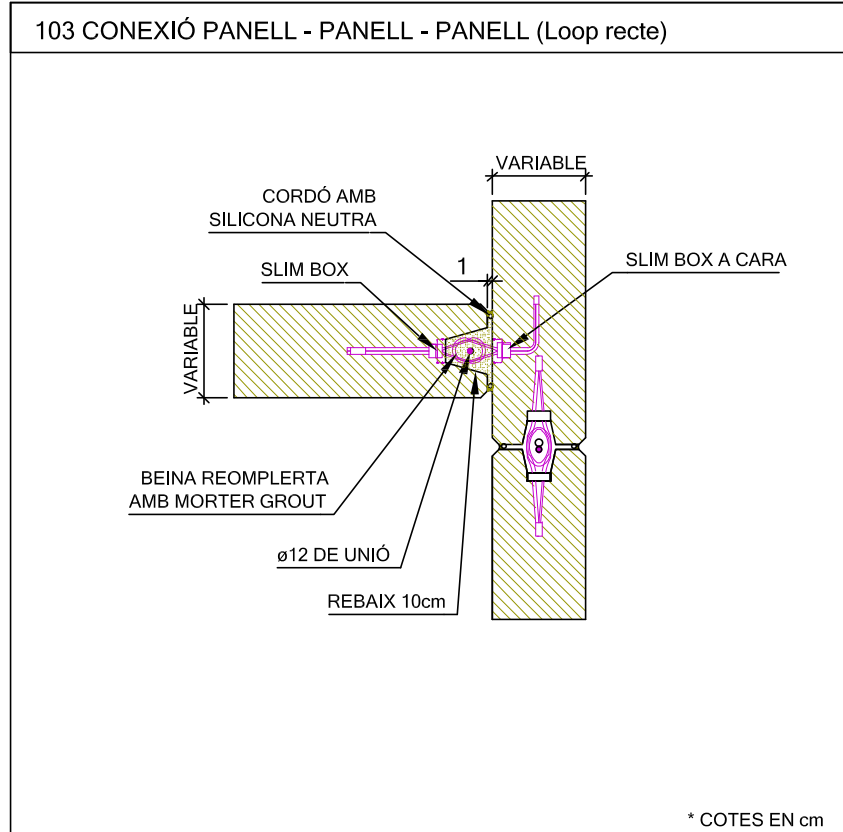 103 CONEXIÓ PANELL - PANELL - PANELL (Loop recte)
VARIABLE
CORDÓ AMB
SILICONA NEUTRA
1
SLIM BOX
SLIM BOX A CARA
VARIABLE
BEINA REOMPLERTA
AMB MORTER GROUT
ø12 DE UNIÓ
REBAIX 10cm
* COTES EN cm